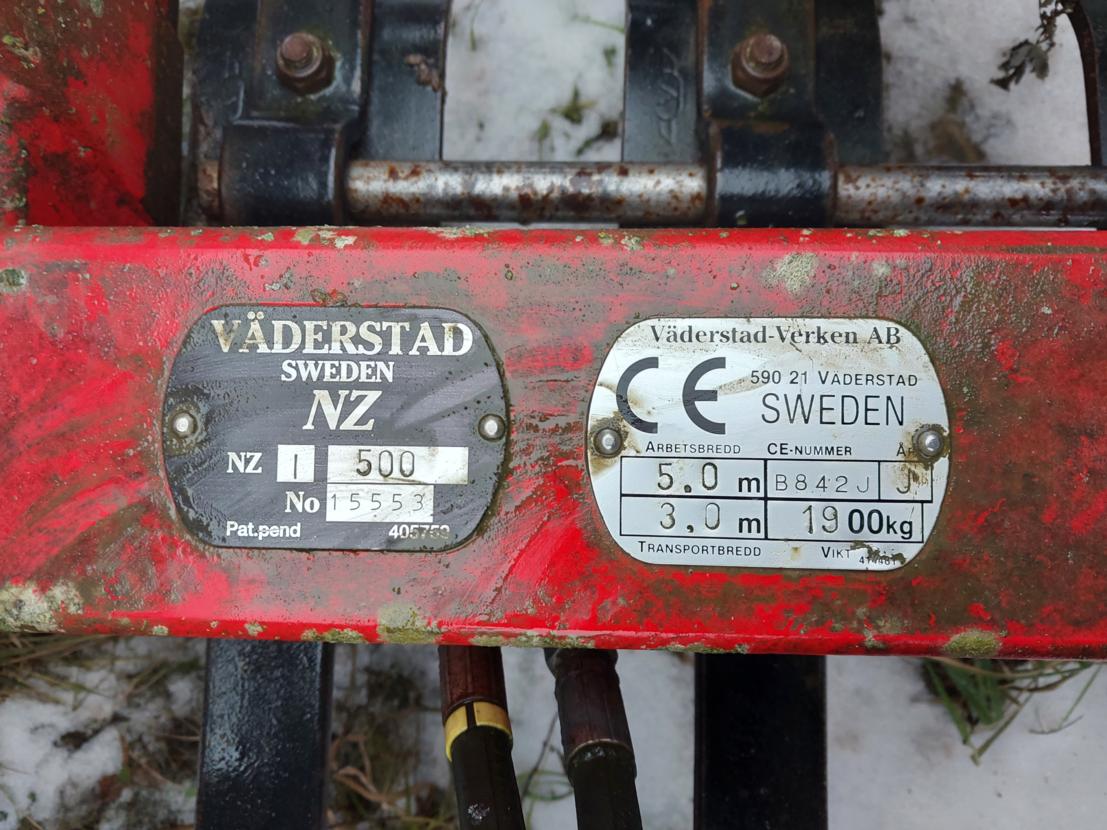 VÄDERSTAD
SWEDEN
NZ
NZ I 500
No 15553
Pat.pend
Väderstad-Verken AB
CE 590 21 VÄDERSTAD
SWEDEN
ARBETSBREDD CE-NUMMER
5.0 m B842J J
3.0 m 1900kg
TRANSPORTBREDD VIKT